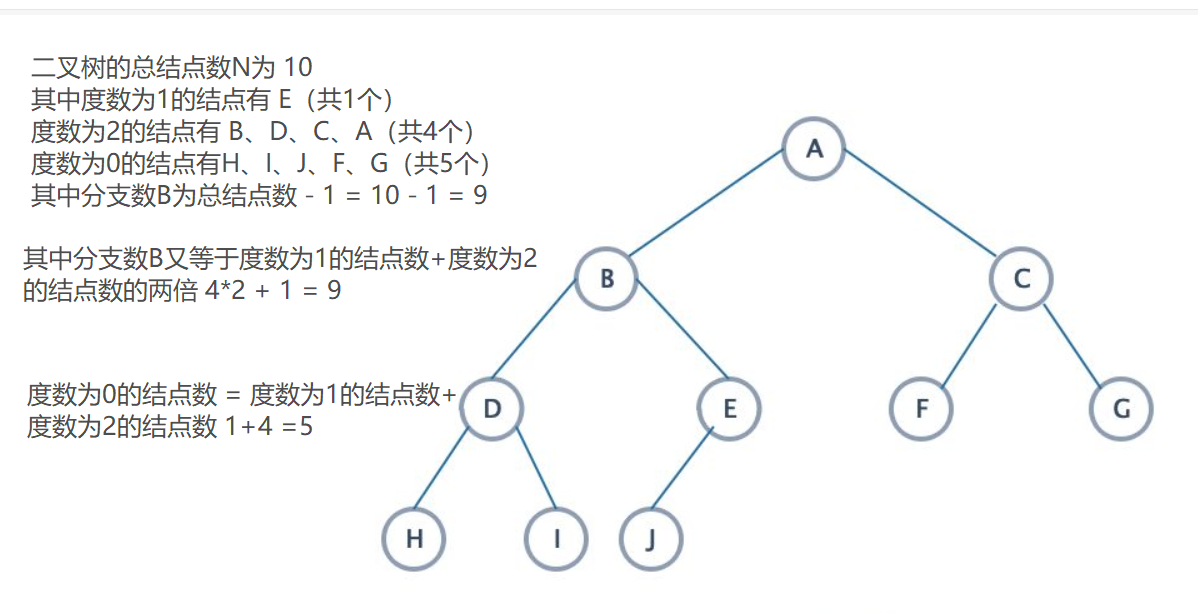 二叉树的总结点数N为 10
其中度数为1的结点有 E（共1个）
度数为2的结点有 B、D、C、A（共4个）
度数为0的结点有H、I、J、F、G（共5个）
其中分支数B为总结点数 - 1 = 10 - 1 = 9
其中分支数B又等于度数为1的结点数+度数为2
的结点数的两倍 4*2 + 1 = 9
度数为0的结点数 = 度数为1的结点数+
度数为2的结点数 1+4 =5
A
B
C
D
E
F
G
H
I
J